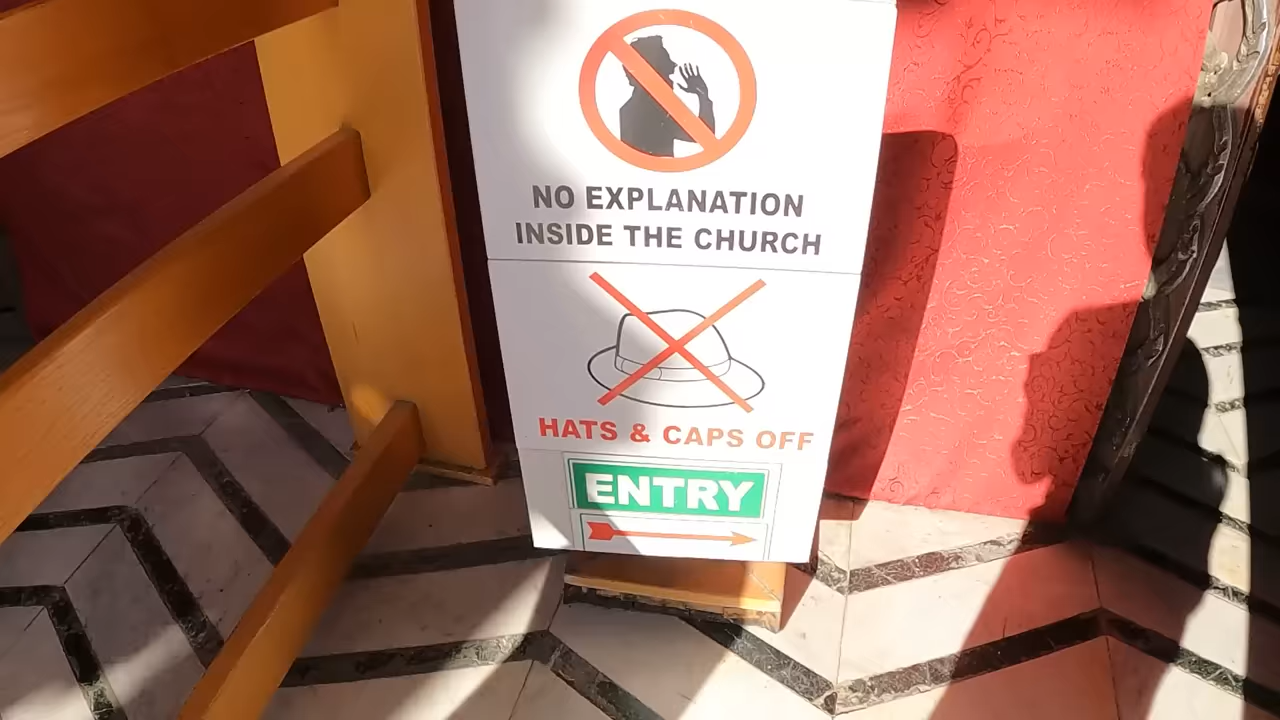 NO EXPLANATION
INSIDE THE CHURCH
HATS & CAPS OFF
ENTRY